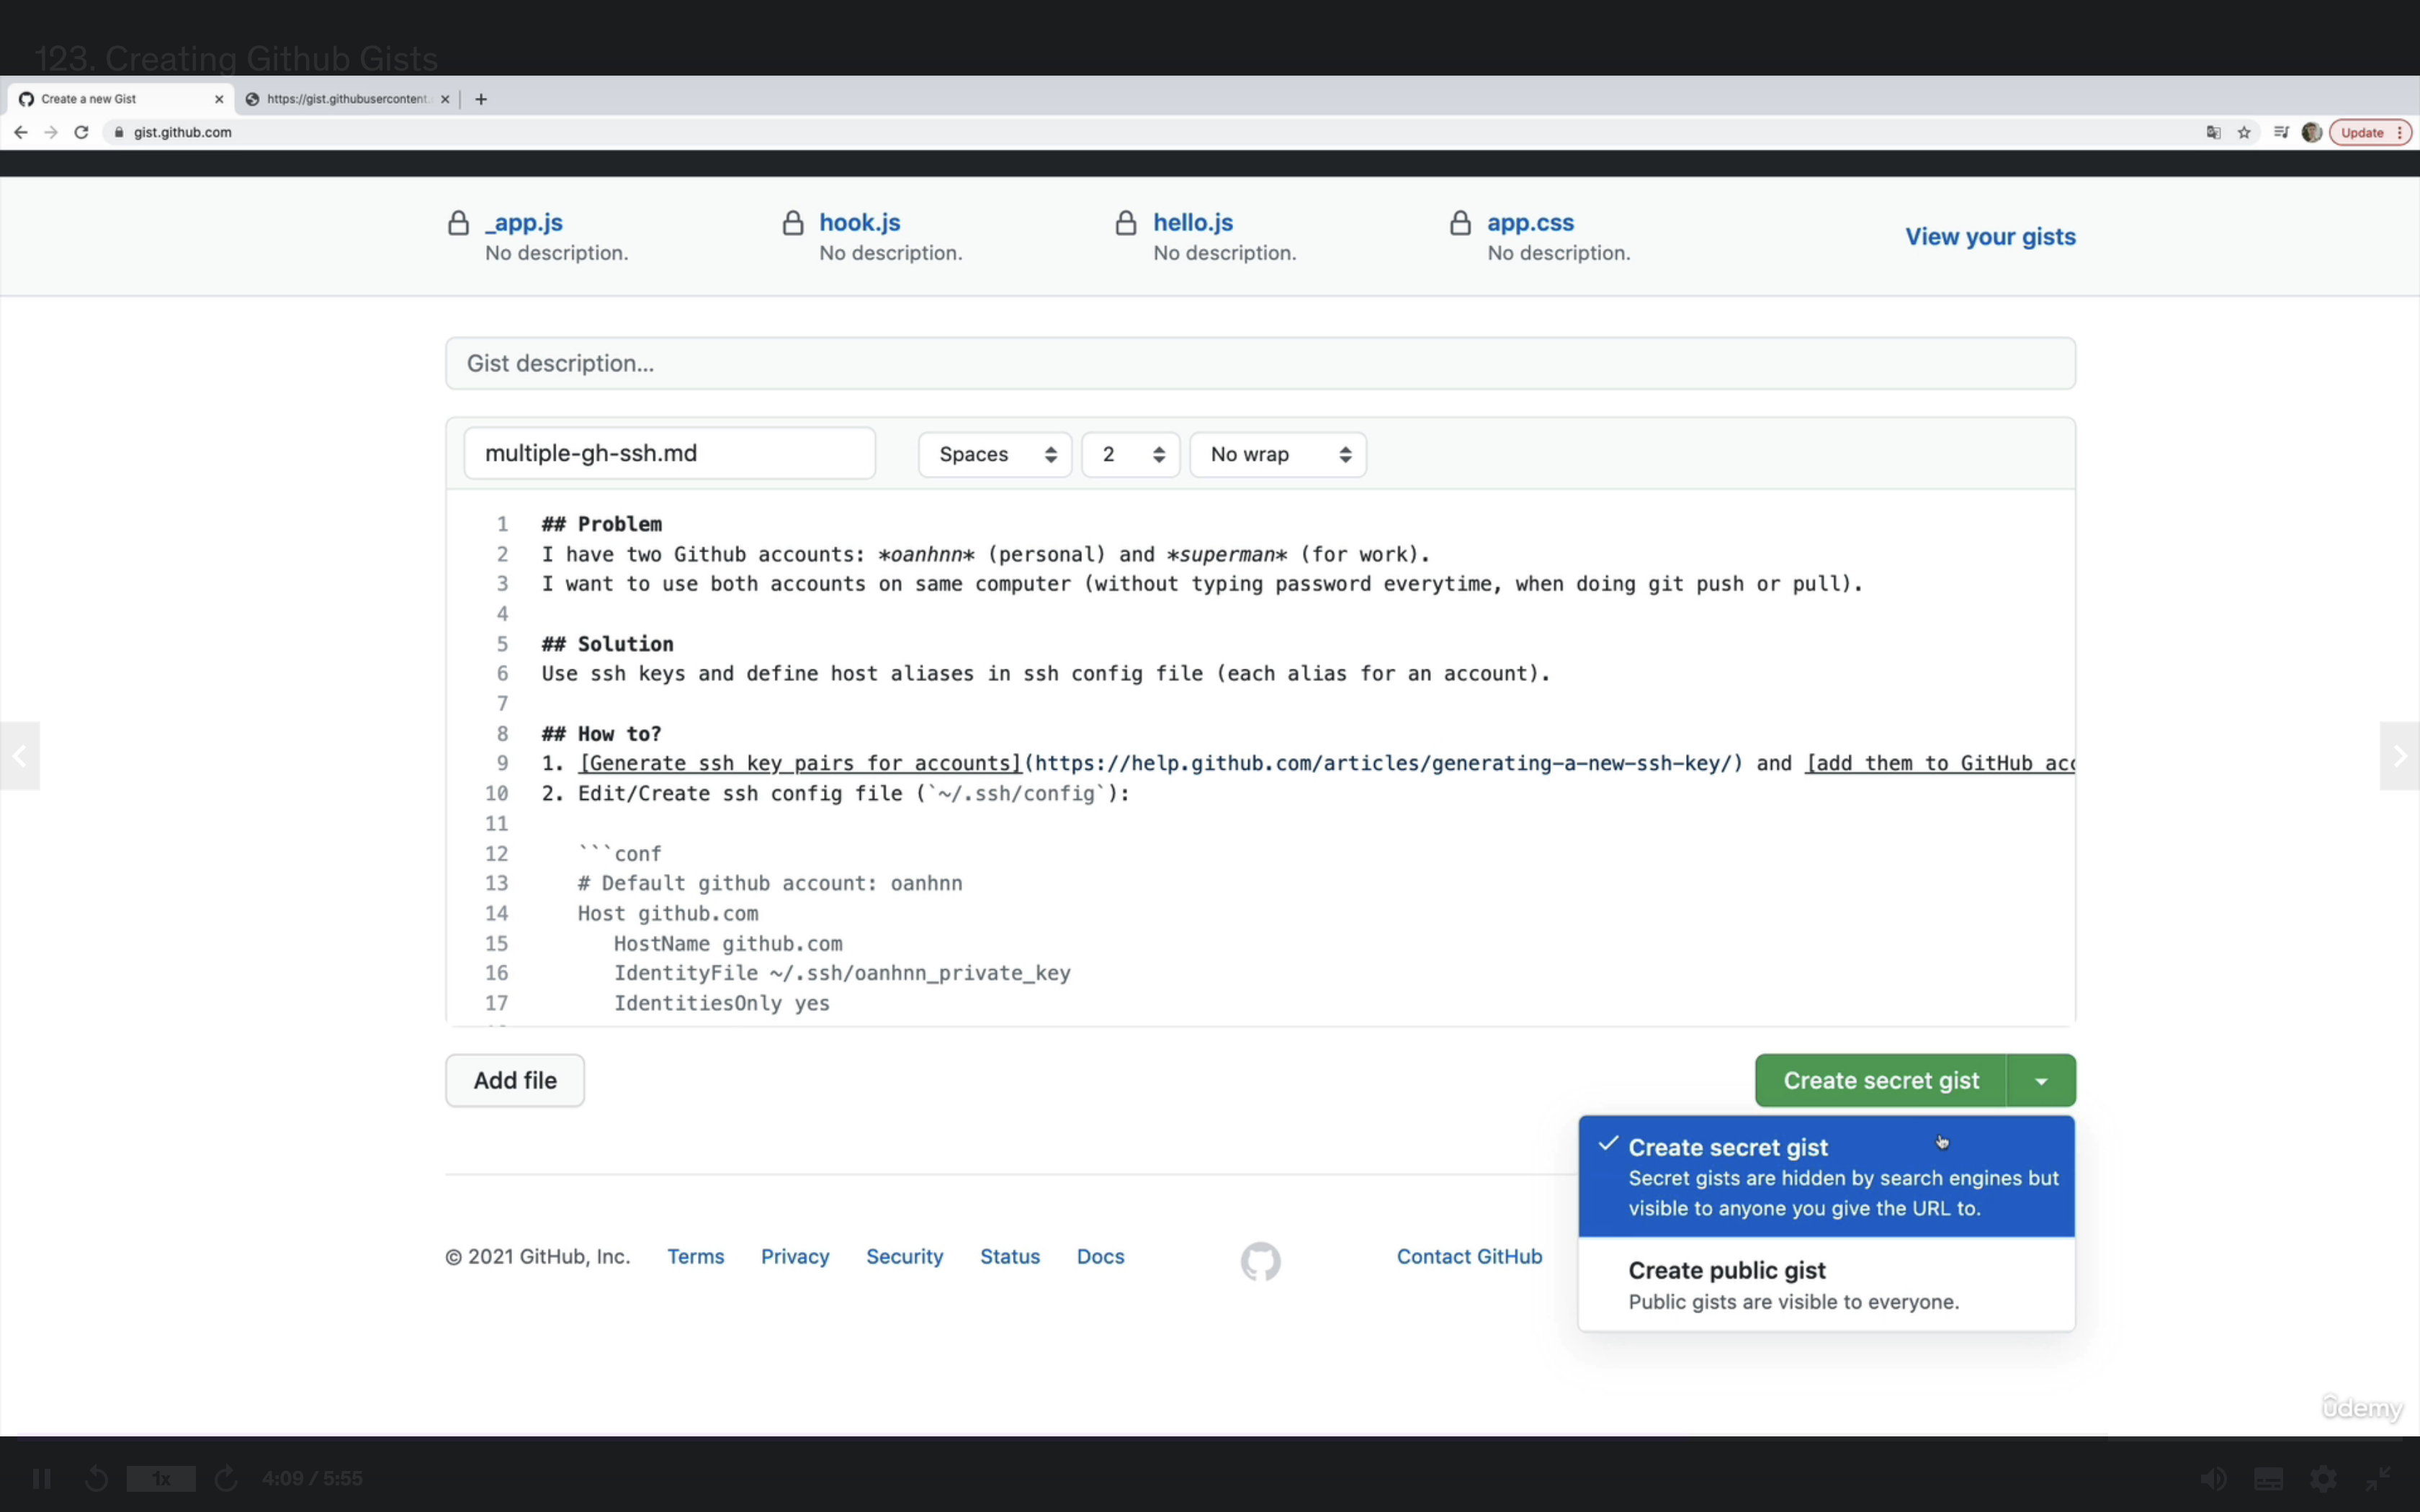 123. Creating Github Gists
Create a new Gist
https://gist.githubusercontent.
gist.github.com
Update
_app.js
No description.
hook.js
No description.
hello.js
No description.
app.css
No description.
View your gists
Gist description...
multiple-gh-ssh.md
Spaces
2
No wrap
1 ## Problem
2 I have two Github accounts: *oanhnn* (personal) and *superman* (for work).
3 I want to use both accounts on same computer (without typing password everytime, when doing git push or pull).
4
5 ## Solution
6 Use ssh keys and define host aliases in ssh config file (each alias for an account).
7
8 ## How to?
9 1. [Generate ssh key pairs for accounts](https://help.github.com/articles/generating-a-new-ssh-key/) and [add them to GitHub acc
10 2. Edit/Create ssh config file (`~/.ssh/config`):
11
12 ```conf
13 # Default github account: oanhnn
14 Host github.com
15 HostName github.com
16 IdentityFile ~/.ssh/oanhnn_private_key
17 IdentitiesOnly yes
Add file
Create secret gist
Create secret gist
Secret gists are hidden by search engines but
visible to anyone you give the URL to.
Create public gist
Public gists are visible to everyone.
© 2021 GitHub, Inc.
Terms
Privacy
Security
Status
Docs
Contact GitHub
ûdemy
1x
4:09 / 5:55